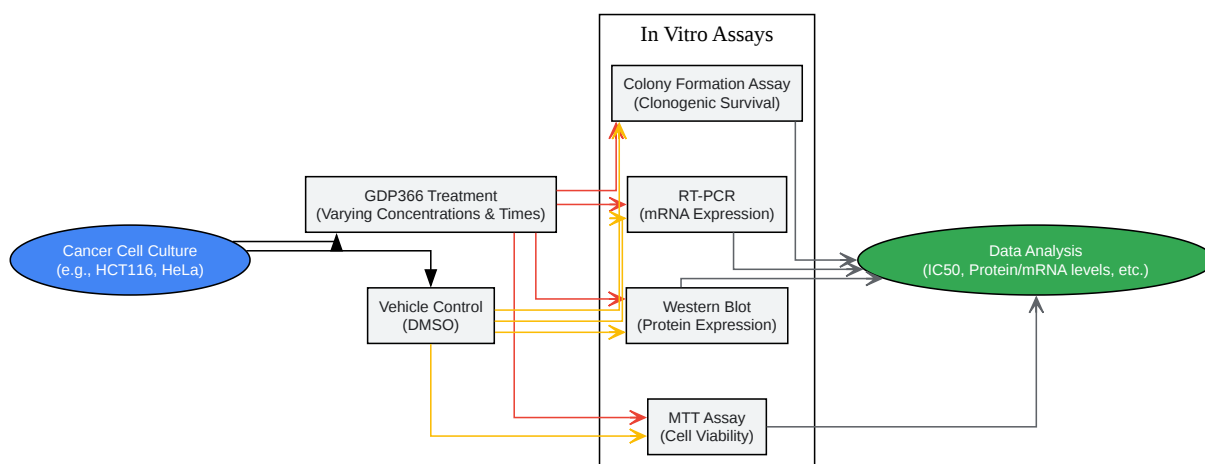 In Vitro Assays
Colony Formation Assay
(Clonogenic Survival)
GDP366 Treatment
(Varying Concentrations & Times)
RT-PCR
(mRNA Expression)
Cancer Cell Culture
(e.g., HCT116, HeLa)
Data Analysis
(IC50, Protein/mRNA levels, etc.)
Vehicle Control
(DMSO)
Western Blot
(Protein Expression)
MTT Assay
(Cell Viability)